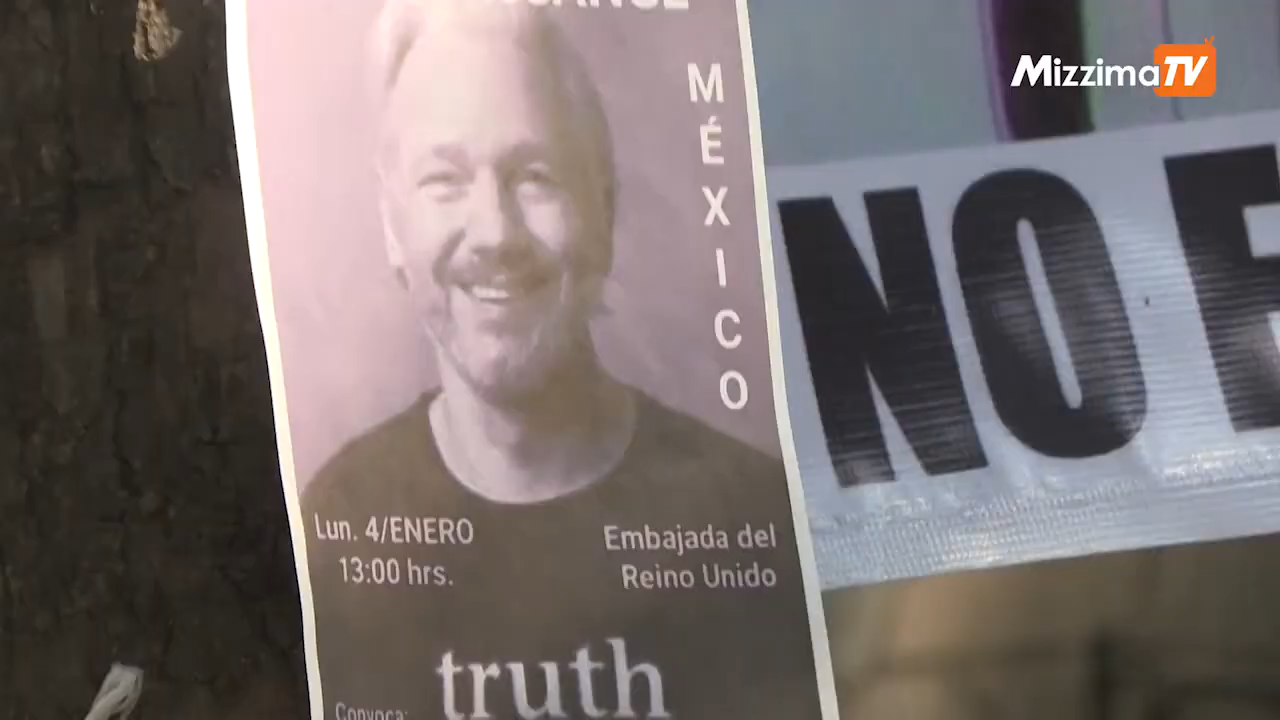 MÉXICO
Lun. 4/ENERO
13:00 hrs.
Embajada del
Reino Unido
truth
Convoca:
NO
MizzimaTV